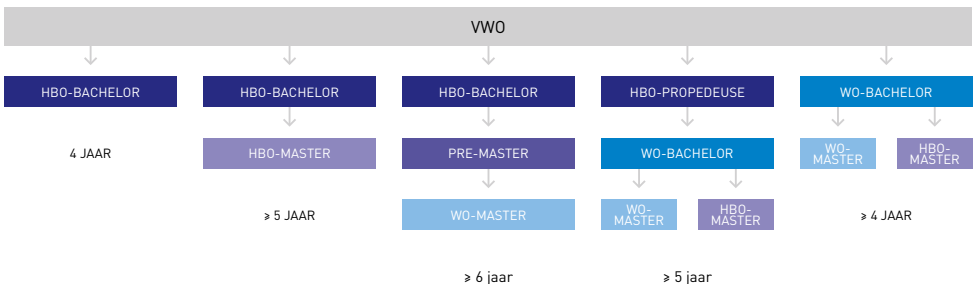 VWO
HBO-BACHELOR
HBO-BACHELOR
HBO-BACHELOR
HBO-PROPEDEUSE
WO-BACHELOR
4 JAAR
HBO-MASTER
PRE-MASTER
WO-BACHELOR
WO-
MASTER
HBO-
MASTER
⩾ 5 JAAR
WO-MASTER
WO-
MASTER
HBO-
MASTER
⩾ 4 JAAR
⩾ 6 jaar
⩾ 5 jaar